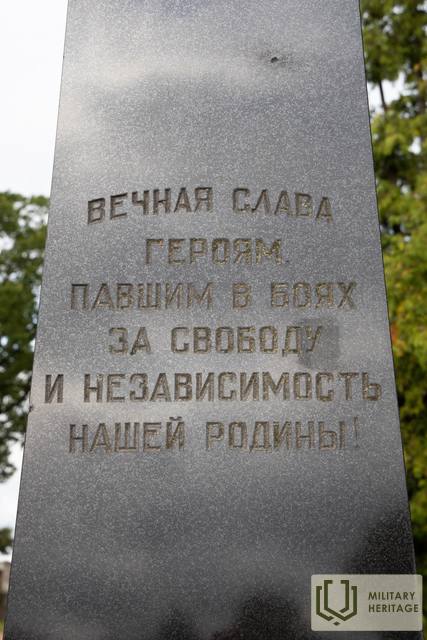 ВЕЧНАЯ СЛАВА
ГЕРОЯМ,
ПАВШИМ В БОЯХ
ЗА СВОБОДУ
И НЕЗАВИСИМОСТЬ
НАШЕЙ РОДИНЫ!
MILITARY
HERITAGE